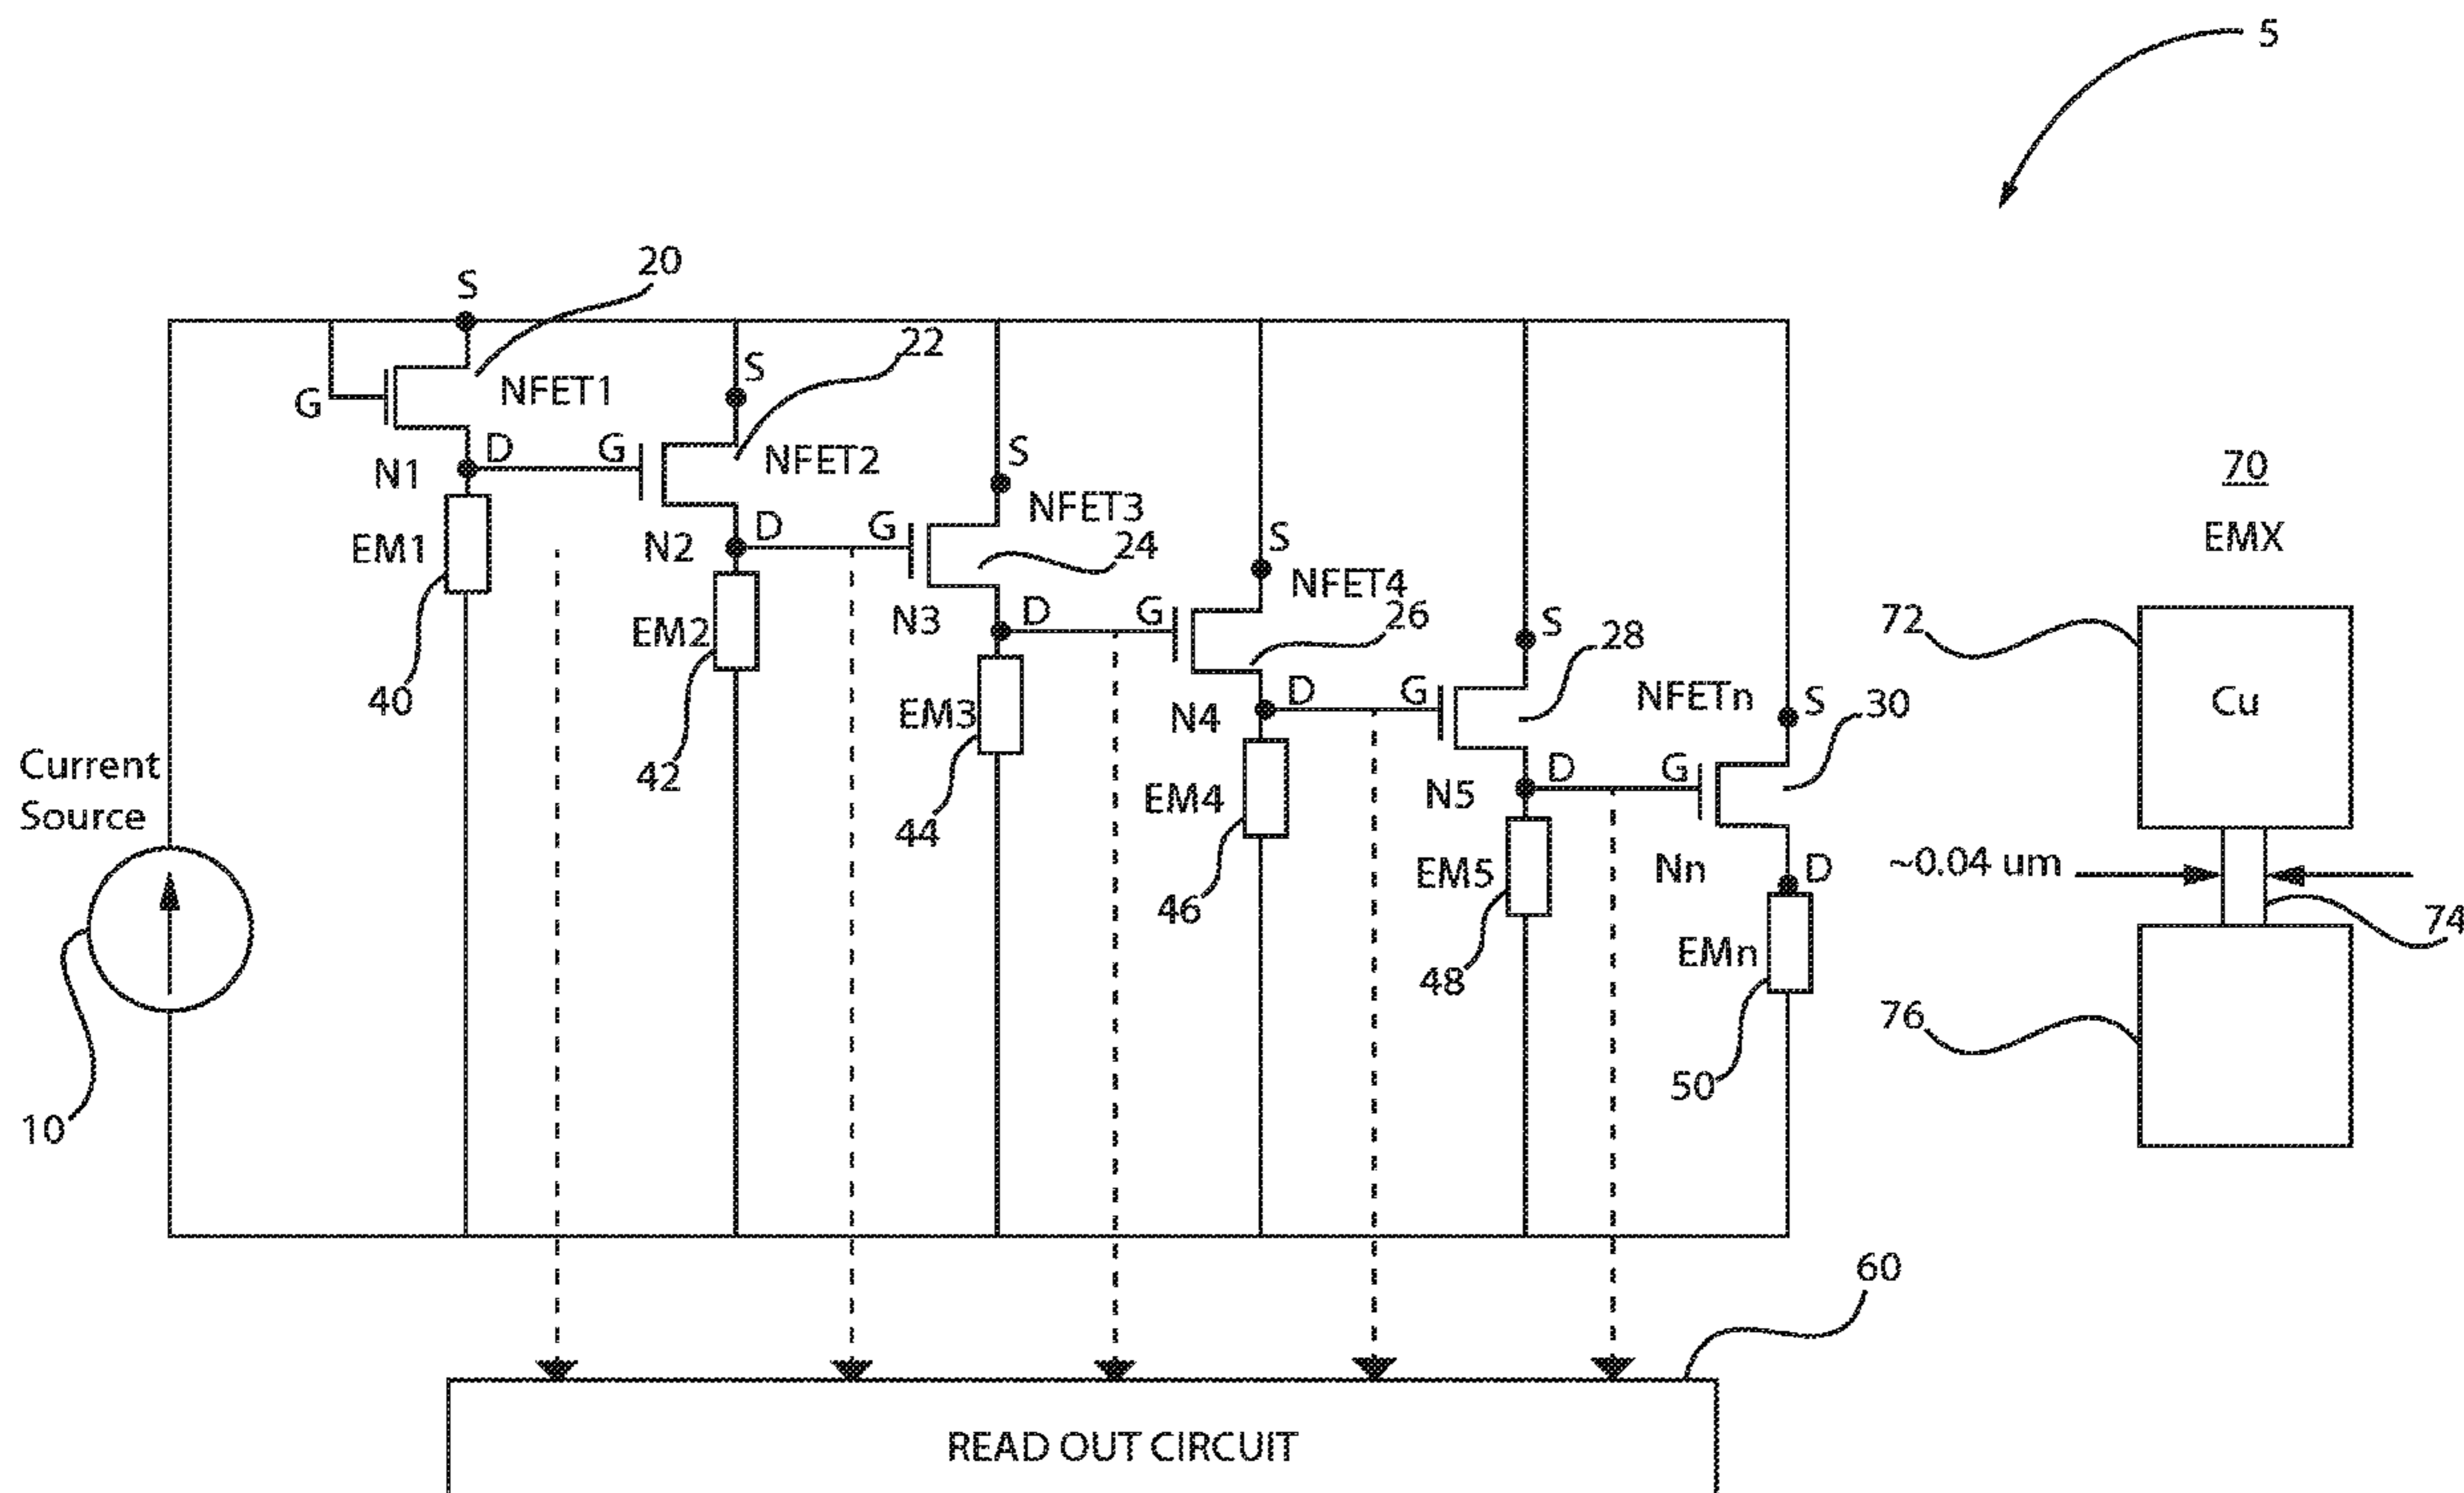 5
20
S
22
G
NFET1
S
N1
D
G
NFET2
S
EM1
N2
D
G
NFET3
24
S
40
EM2
N3
D
G
NFET4
26
S
42
EM3
N4
D
G
28
NFETn
S
30
44
EM4
N5
D
G
46
EM5
Nn
D
48
EMn
50
Current
Source
10
70
EMX
72
Cu
~0.04 um
74
76
60
READ OUT CIRCUIT